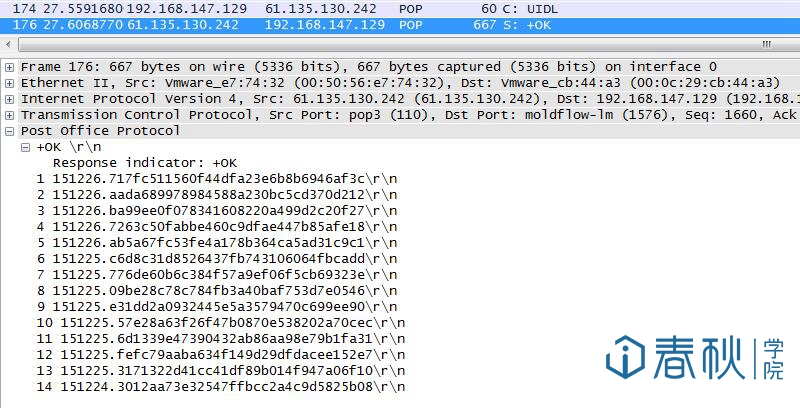 174 27.5591680 192.168.147.129 61.135.130.242 POP 60 C: UIDL
176 27.6068770 61.135.130.242 192.168.147.129 POP 667 S: +OK
Frame 176: 667 bytes on wire (5336 bits), 667 bytes captured (5336 bits) on interface 0
Ethernet II, Src: Vmware_e7:74:32 (00:50:56:e7:74:32), Dst: Vmware_cb:44:a3 (00:0c:29:cb:44:a3)
Internet Protocol Version 4, Src: 61.135.130.242 (61.135.130.242), Dst: 192.168.147.129 (192.168.1
Transmission Control Protocol, Src Port: pop3 (110), Dst Port: moldflow-lm (1576), Seq: 1660, Ack
Post Office Protocol
+OK \r\n
Response indicator: +OK
1 151226.717fc511560f44dfa23e6b8b6946af3c\r\n
2 151226.aada689978984588a230bc5cd370d212\r\n
3 151226.ba99ee0f078341608220a499d2c20f27\r\n
4 151226.7263c50fabbe460c9dfae447b85afe18\r\n
5 151226.ab5a67fc53fe4a178b364ca5ad31c9c1\r\n
6 151225.c6d8c31d8526437fb743106064fbcadd\r\n
7 151225.776de60b6c384f57a9ef06f5cb69323e\r\n
8 151225.09be28c78c784fb3a40baf753d7e0546\r\n
9 151225.e31dd2a0932445e5a3579470c699ee90\r\n
10 151225.57e28a63f26f47b0870e538202a70cec\r\n
11 151225.6d1339e47390432ab86aa98e79b1fa31\r\n
12 151225.fefc79aaba634f149d29dfdacee152e7\r\n
13 151225.3171322d41cc41df89b014f947a06f10\r\n
14 151224.3012aa73e32547ffbcc2a4c9d5825b08\r\n
春秋学院